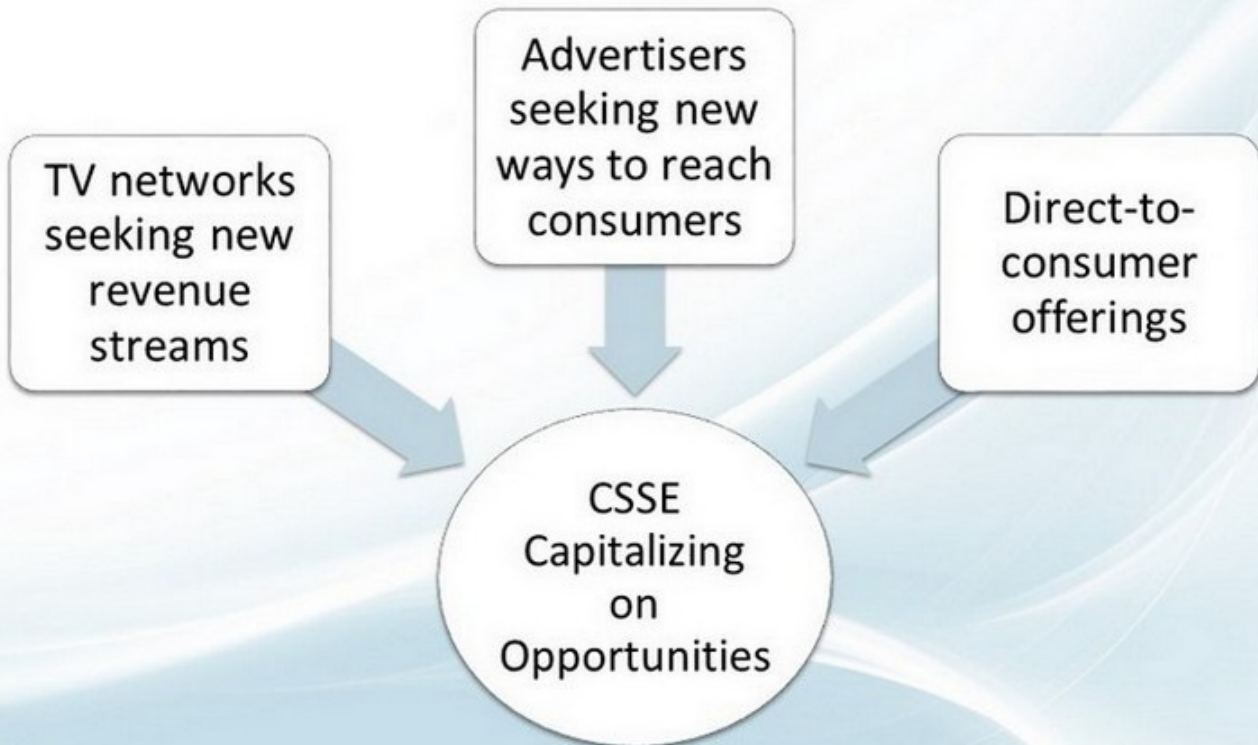 TV networks
seeking new
revenue
streams
Advertisers
seeking new
ways to reach
consumers
Direct-to-
consumer
offerings
CSSE
Capitalizing
on
Opportunities